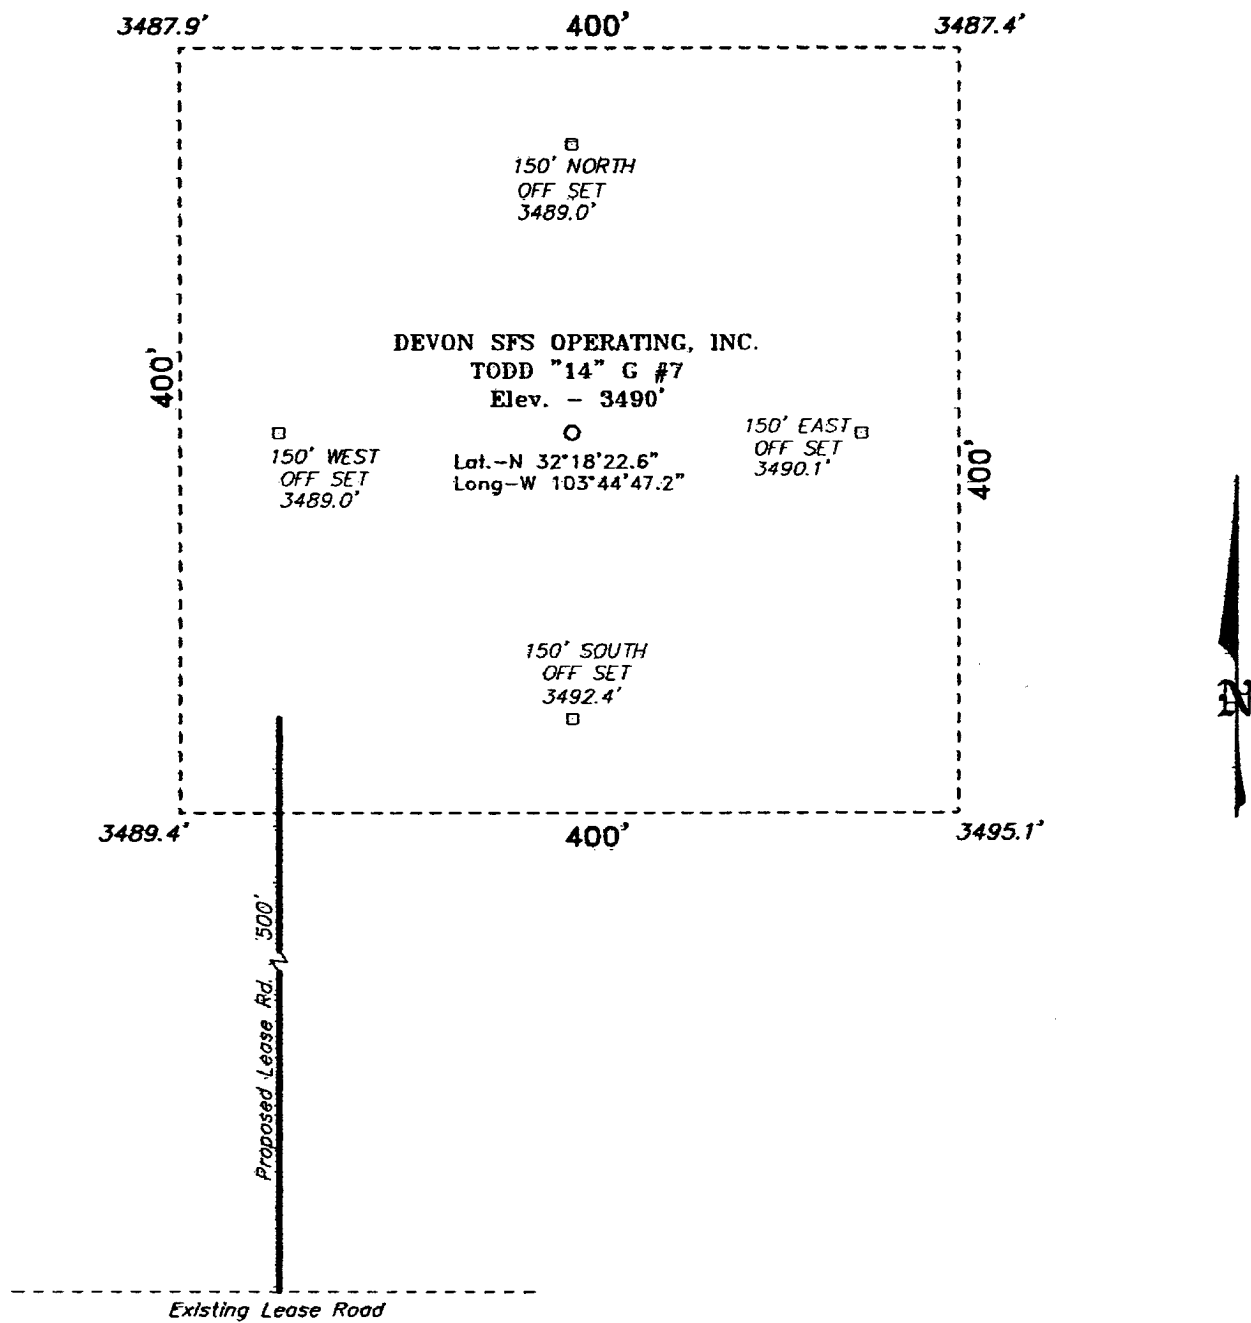 3487.9'
400'
3487.4'
150' NORTH
OFF SET
3489.0'
DEVON SFS OPERATING, INC.
TODD "14" G #7
Elev. - 3490'
400'
150' WEST
OFF SET
3489.0'
Lat.-N 32°18'22.6"
Long-W 103°44'47.2"
150' EAST
OFF SET
3490.1'
400'
150' SOUTH
OFF SET
3492.4'
3489.4'
400'
3495.1'
Proposed Lease Rd. 500'
Existing Lease Road
N